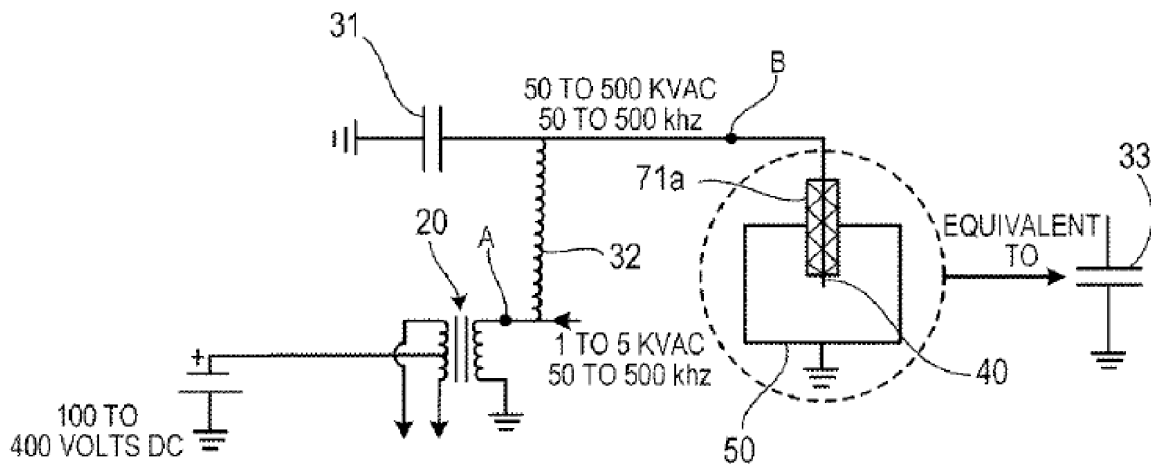 31
50 TO 500 KVAC
50 TO 500 khz
B
71a
33
20
A
32
EQUIVALENT
TO
1 TO 5 KVAC
50 TO 500 khz
40
50
+
100 TO
400 VOLTS DC